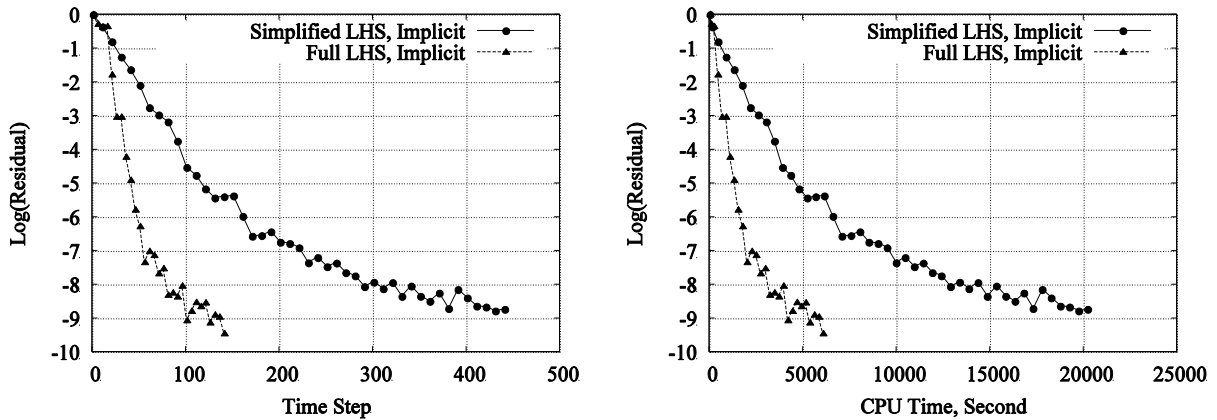 0
-1
-2
-3
-4
-5
-6
-7
-8
-9
-10
Log(Residual)
Simplified LHS, Implicit
Full LHS, Implicit
0 100 200 300 400 500
Time Step
0
-1
-2
-3
-4
-5
-6
-7
-8
-9
-10
Log(Residual)
Simplified LHS, Implicit
Full LHS, Implicit
0 5000 10000 15000 20000 25000
CPU Time, Second